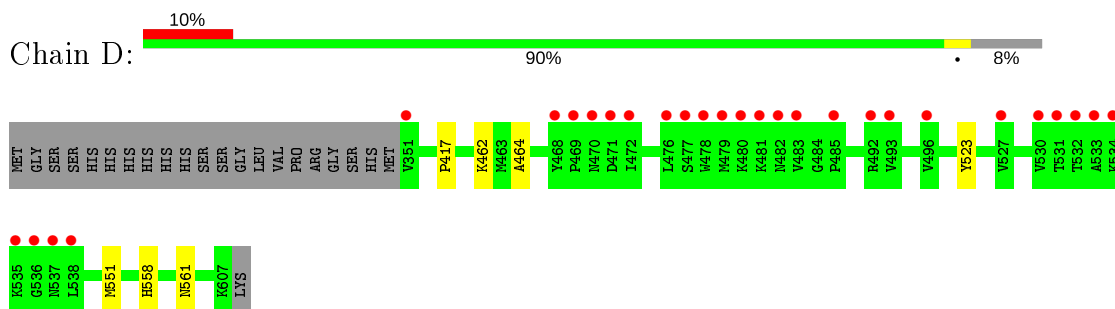 10%
Chain D:
90%
8%
MET GLY SER SER HIS HIS HIS HIS HIS HIS SER SER GLY LEU VAL PRO ARG GLY SER HIS MET V351 P417 K462 M463 A464 Y468 P469 N470 D471 I472 L476 S477 W478 M479 K480 K481 N482 V483 G484 P485 R492 V493 V496 Y523 V527 V530 T531 T532 A533 K534
K535 G536 N537 L538 M551 H558 N561 K607 LYS